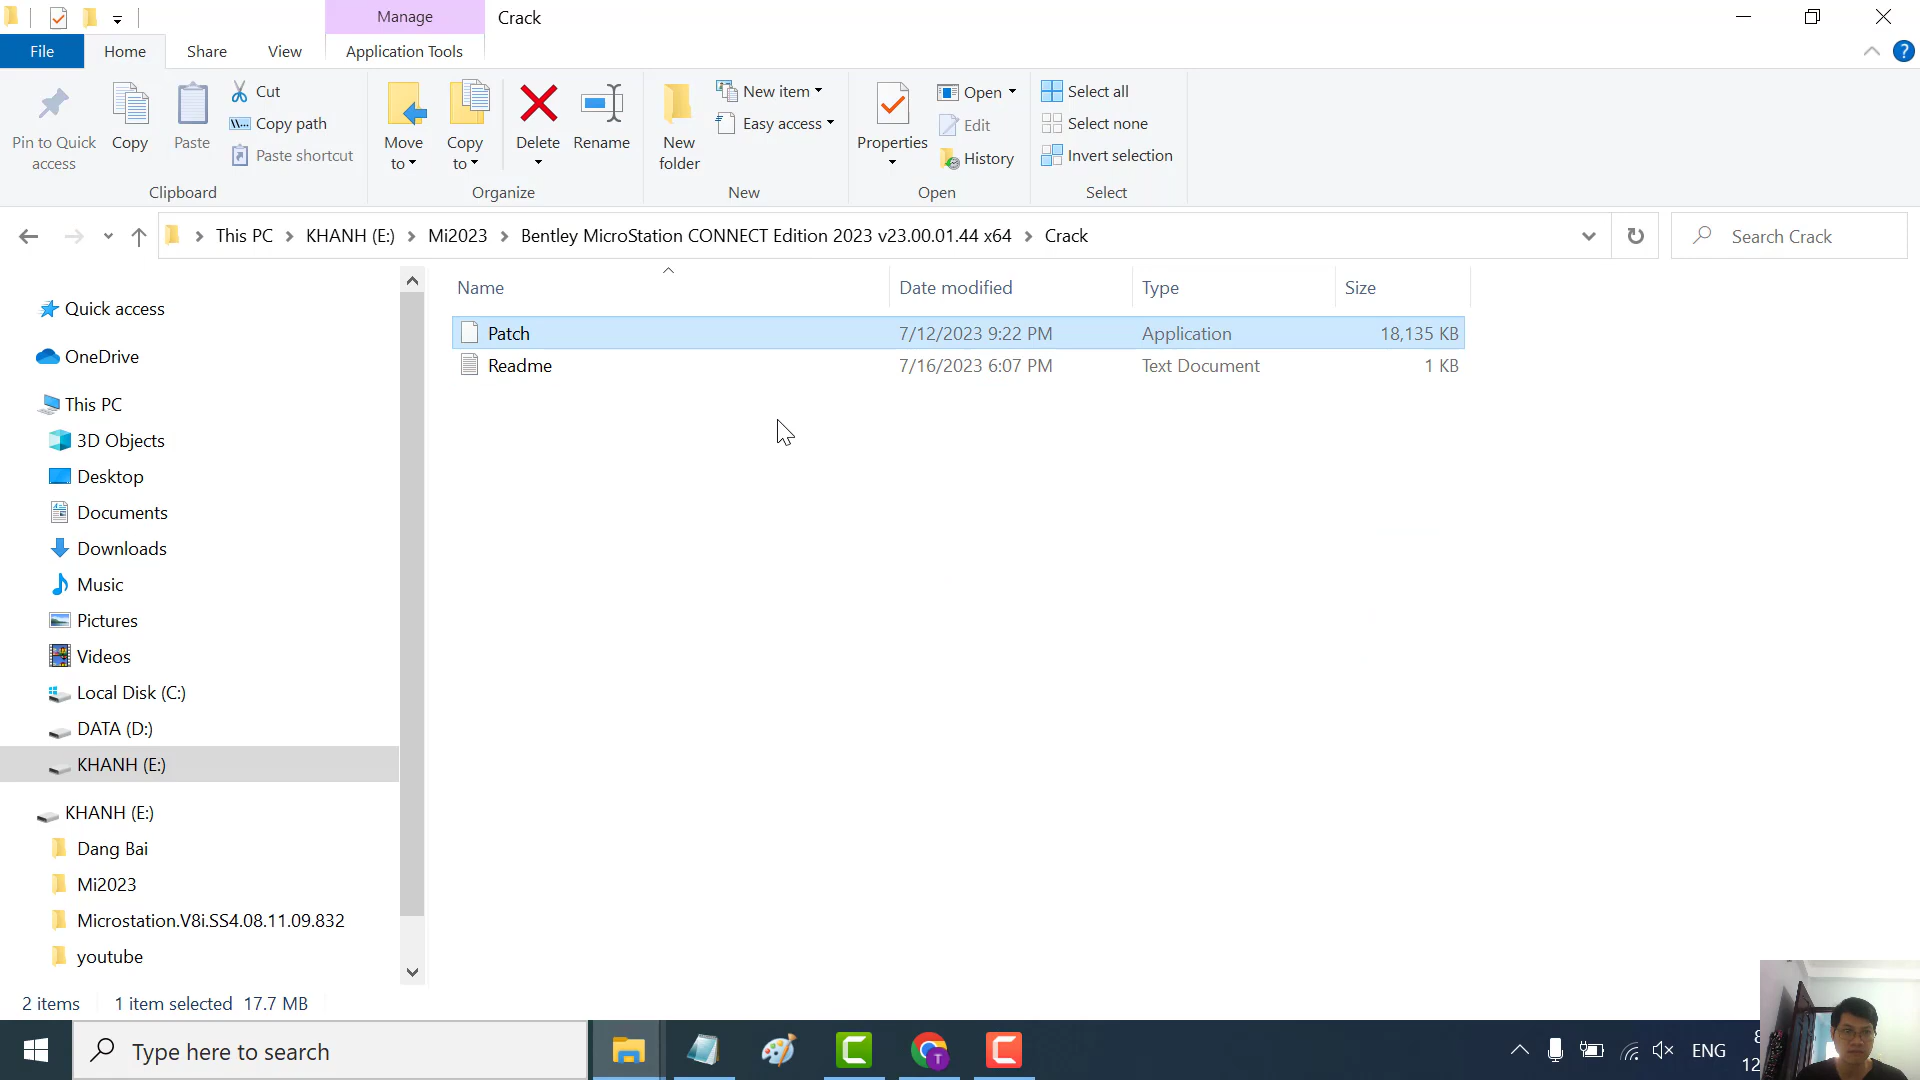 Manage
Crack
File
Home
Share
View
Application Tools
Pin to Quick access
Copy
Paste
Cut
Copy path
Paste shortcut
Clipboard
Move to
Copy to
Delete
Rename
Organize
New folder
New item
Easy access
New
Properties
Open
Edit
History
Open
Select all
Select none
Invert selection
Select
This PC
KHANH (E:)
Mi2023
Bentley MicroStation CONNECT Edition 2023 v23.00.01.44 x64
Crack
Search Crack
Name
Date modified
Type
Size
Patch
7/12/2023 9:22 PM
Application
18,135 KB
Readme
7/16/2023 6:07 PM
Text Document
1 KB
Quick access
OneDrive
This PC
3D Objects
Desktop
Documents
Downloads
Music
Pictures
Videos
Local Disk (C:)
DATA (D:)
KHANH (E:)
KHANH (E:)
Dang Bai
Mi2023
Microstation.V8i.SS4.08.11.09.832
youtube
2 items
1 item selected 17.7 MB
Type here to search
T
ENG